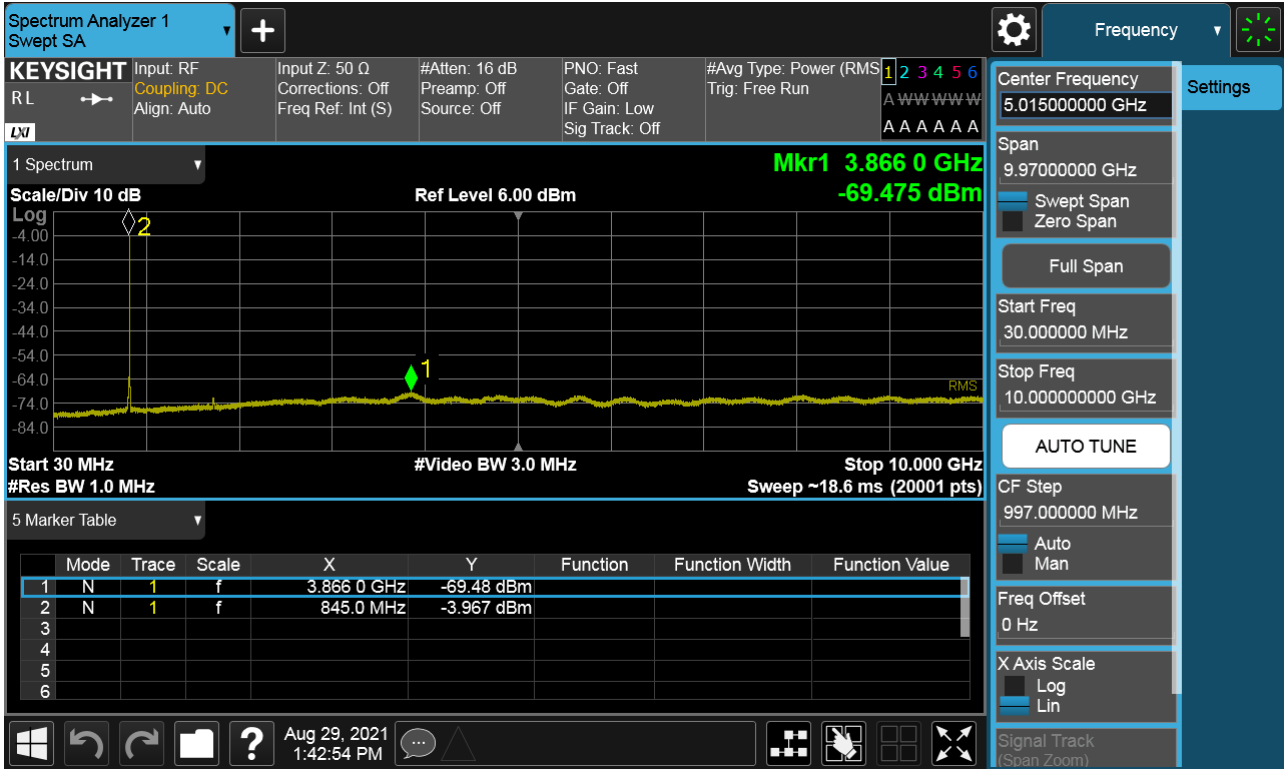 Spectrum Analyzer 1
Swept SA
Frequency
KEYSIGHT
R L
LXI
Input: RF
Coupling: DC
Align: Auto
Input Z: 50 Ω
Corrections: Off
Freq Ref: Int (S)
#Atten: 16 dB
Preamp: Off
Source: Off
PNO: Fast
Gate: Off
IF Gain: Low
Sig Track: Off
#Avg Type: Power (RMS
Trig: Free Run
1 2 3 4 5 6
A W W W W W
A A A A A A
1 Spectrum
Mkr1 3.866 0 GHz
Scale/Div 10 dB
Ref Level 6.00 dBm
-69.475 dBm
Log
2
-4.00
-14.0
-24.0
-34.0
-44.0
-54.0
1
-64.0
RMS
-74.0
-84.0
Start 30 MHz
#Video BW 3.0 MHz
Stop 10.000 GHz
#Res BW 1.0 MHz
Sweep ~18.6 ms (20001 pts)
5 Marker Table
Mode Trace Scale X Y Function Function Width Function Value
1 N 1 f 3.866 0 GHz -69.48 dBm
2 N 1 f 845.0 MHz -3.967 dBm
3
4
5
6
Aug 29, 2021
1:42:54 PM
Center Frequency
5.015000000 GHz
Span
9.97000000 GHz
Swept Span
Zero Span
Full Span
Start Freq
30.000000 MHz
Stop Freq
10.000000000 GHz
AUTO TUNE
CF Step
997.000000 MHz
Auto
Man
Freq Offset
0 Hz
X Axis Scale
Log
Lin
Signal Track
(Span Zoom)
Settings